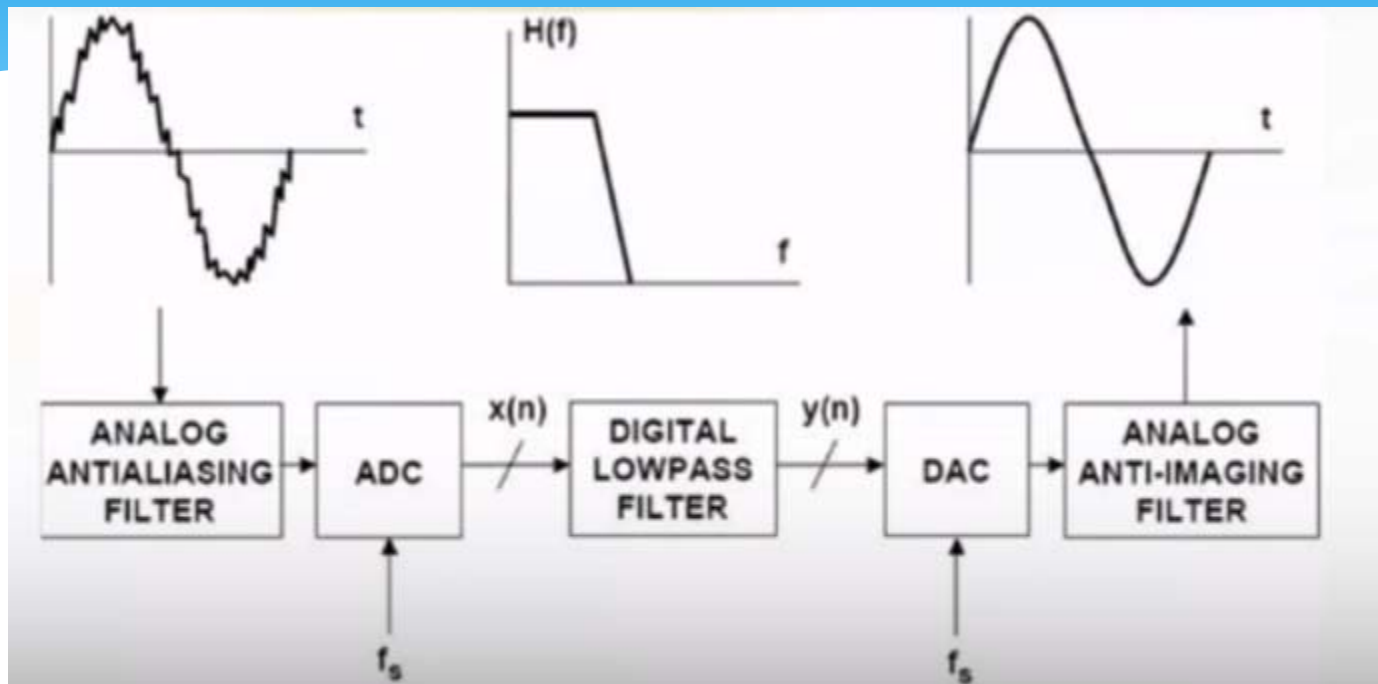 H(f)
t
t
f
x(n)
y(n)
ANALOG
ANTIALIASING
FILTER
ADC
DIGITAL
LOWPASS
FILTER
DAC
ANALOG
ANTI-IMAGING
FILTER
fs
fs